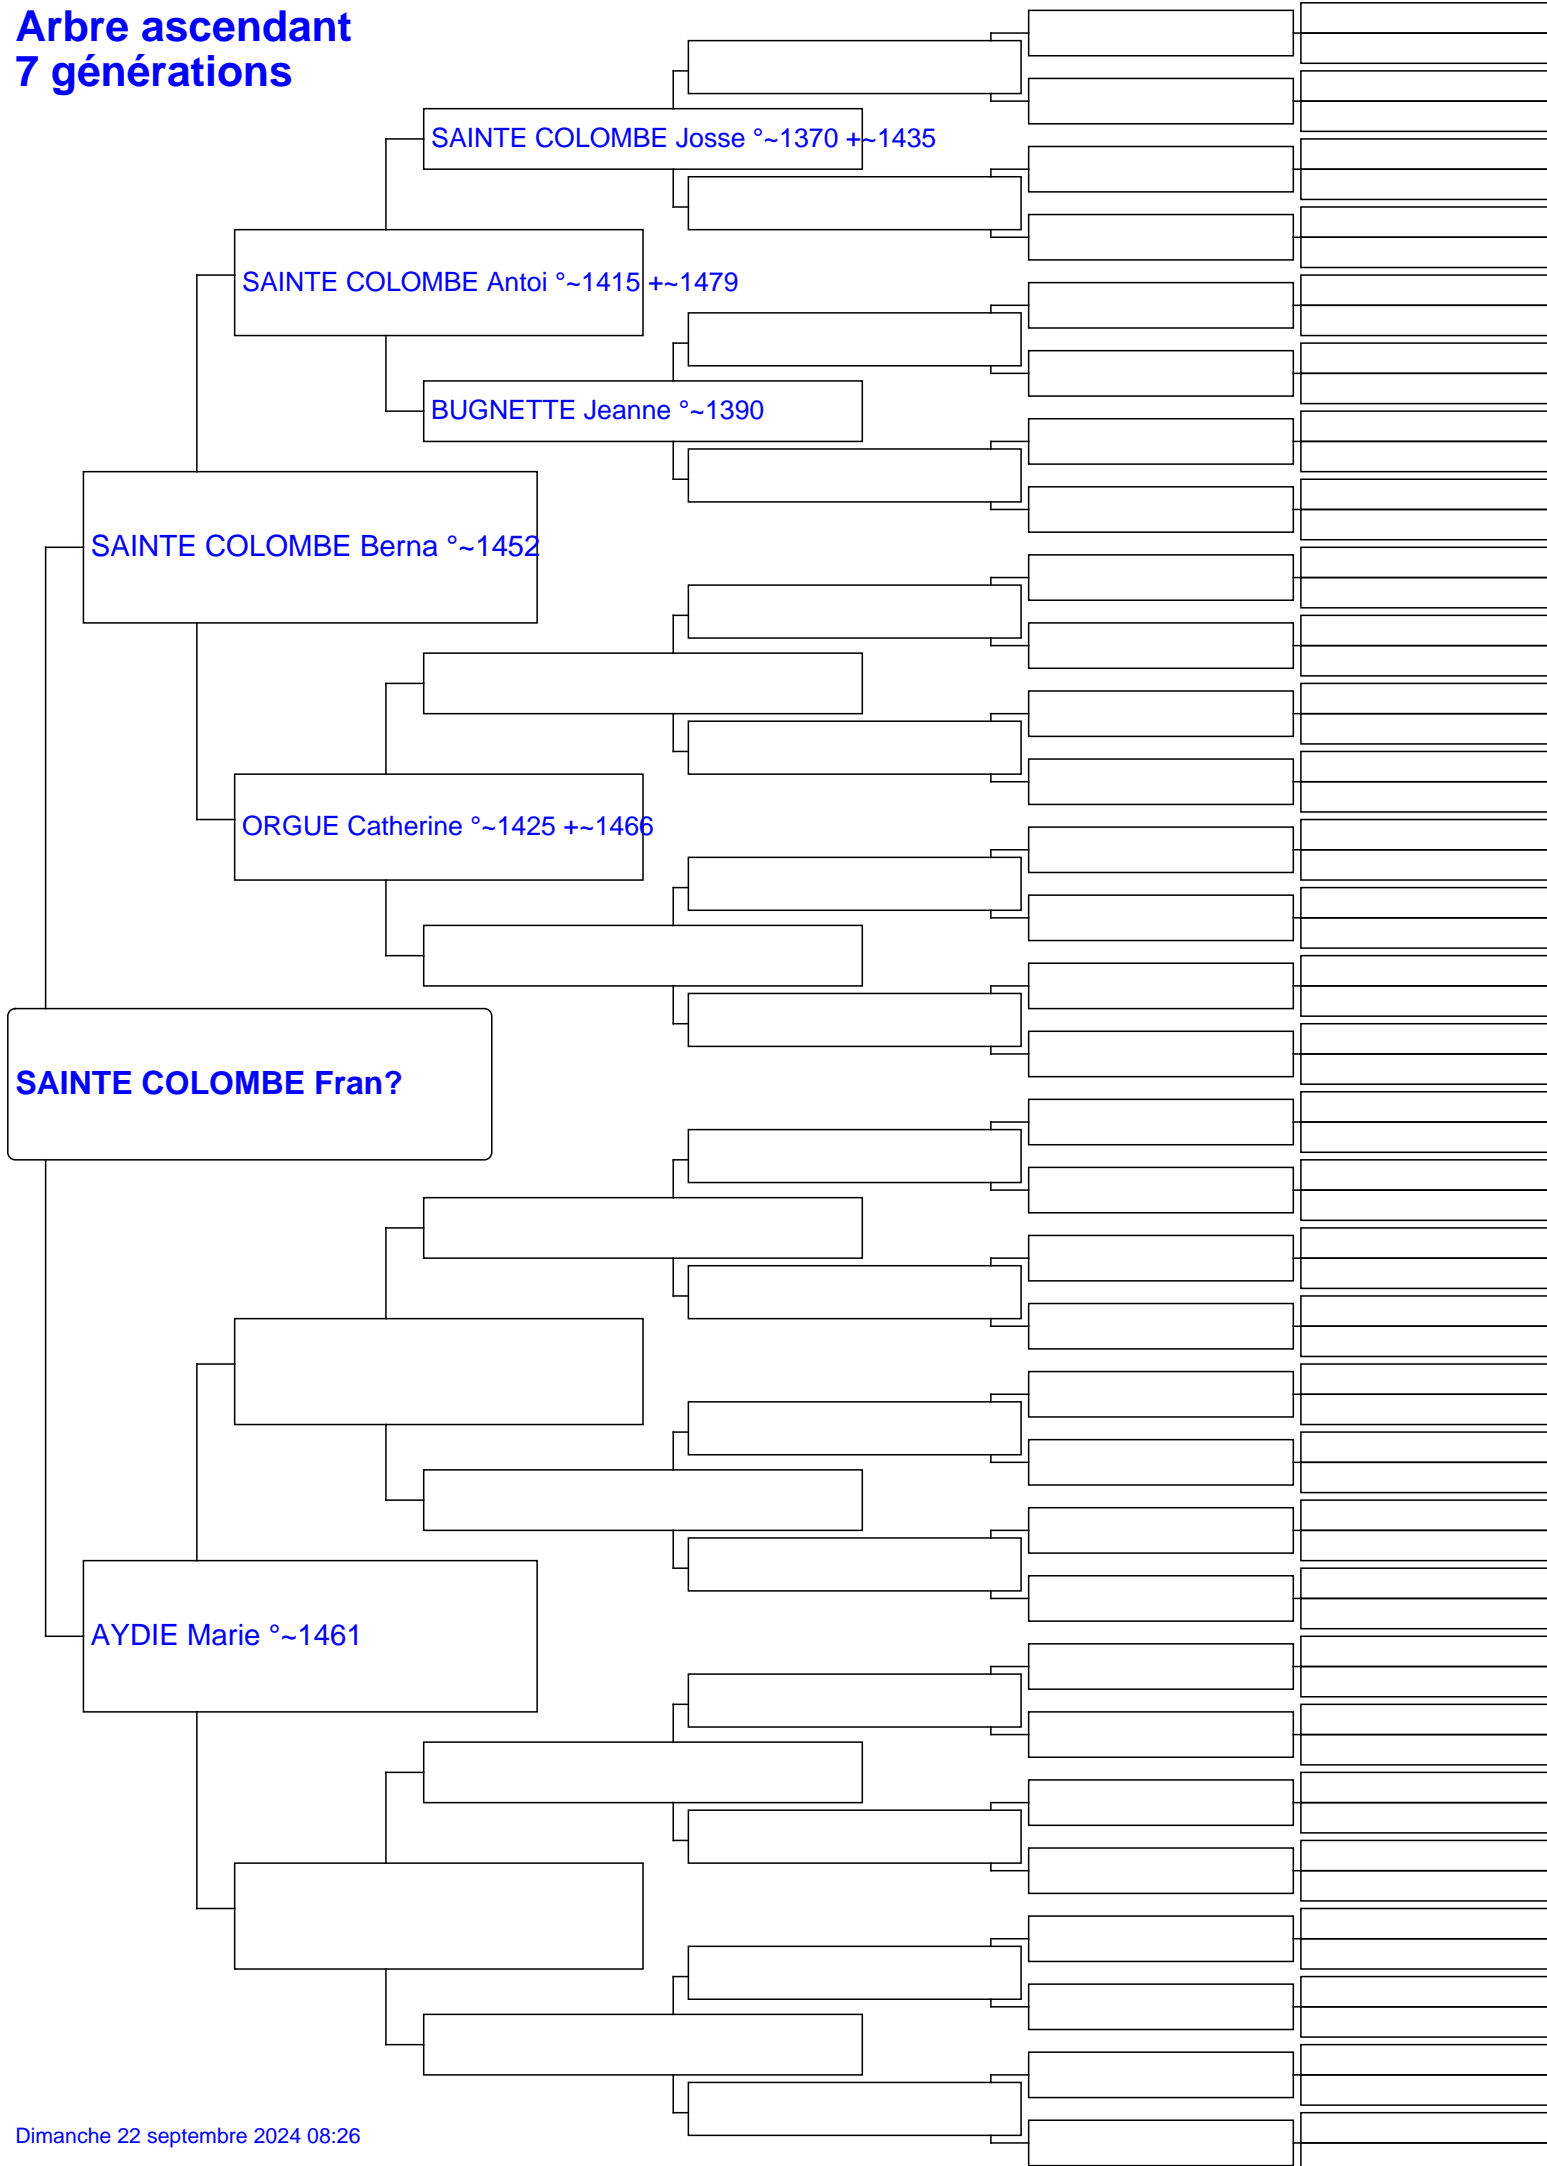 Arbre ascendant
7 générations
SAINTE COLOMBE Josse °~1370 +~1435
SAINTE COLOMBE Antoi °~1415 +~1479
BUGNETTE Jeanne °~1390
SAINTE COLOMBE Berna °~1452
ORGUE Catherine °~1425 +~1466
SAINTE COLOMBE Fran?
AYDIE Marie °~1461
Dimanche 22 septembre 2024 08:26